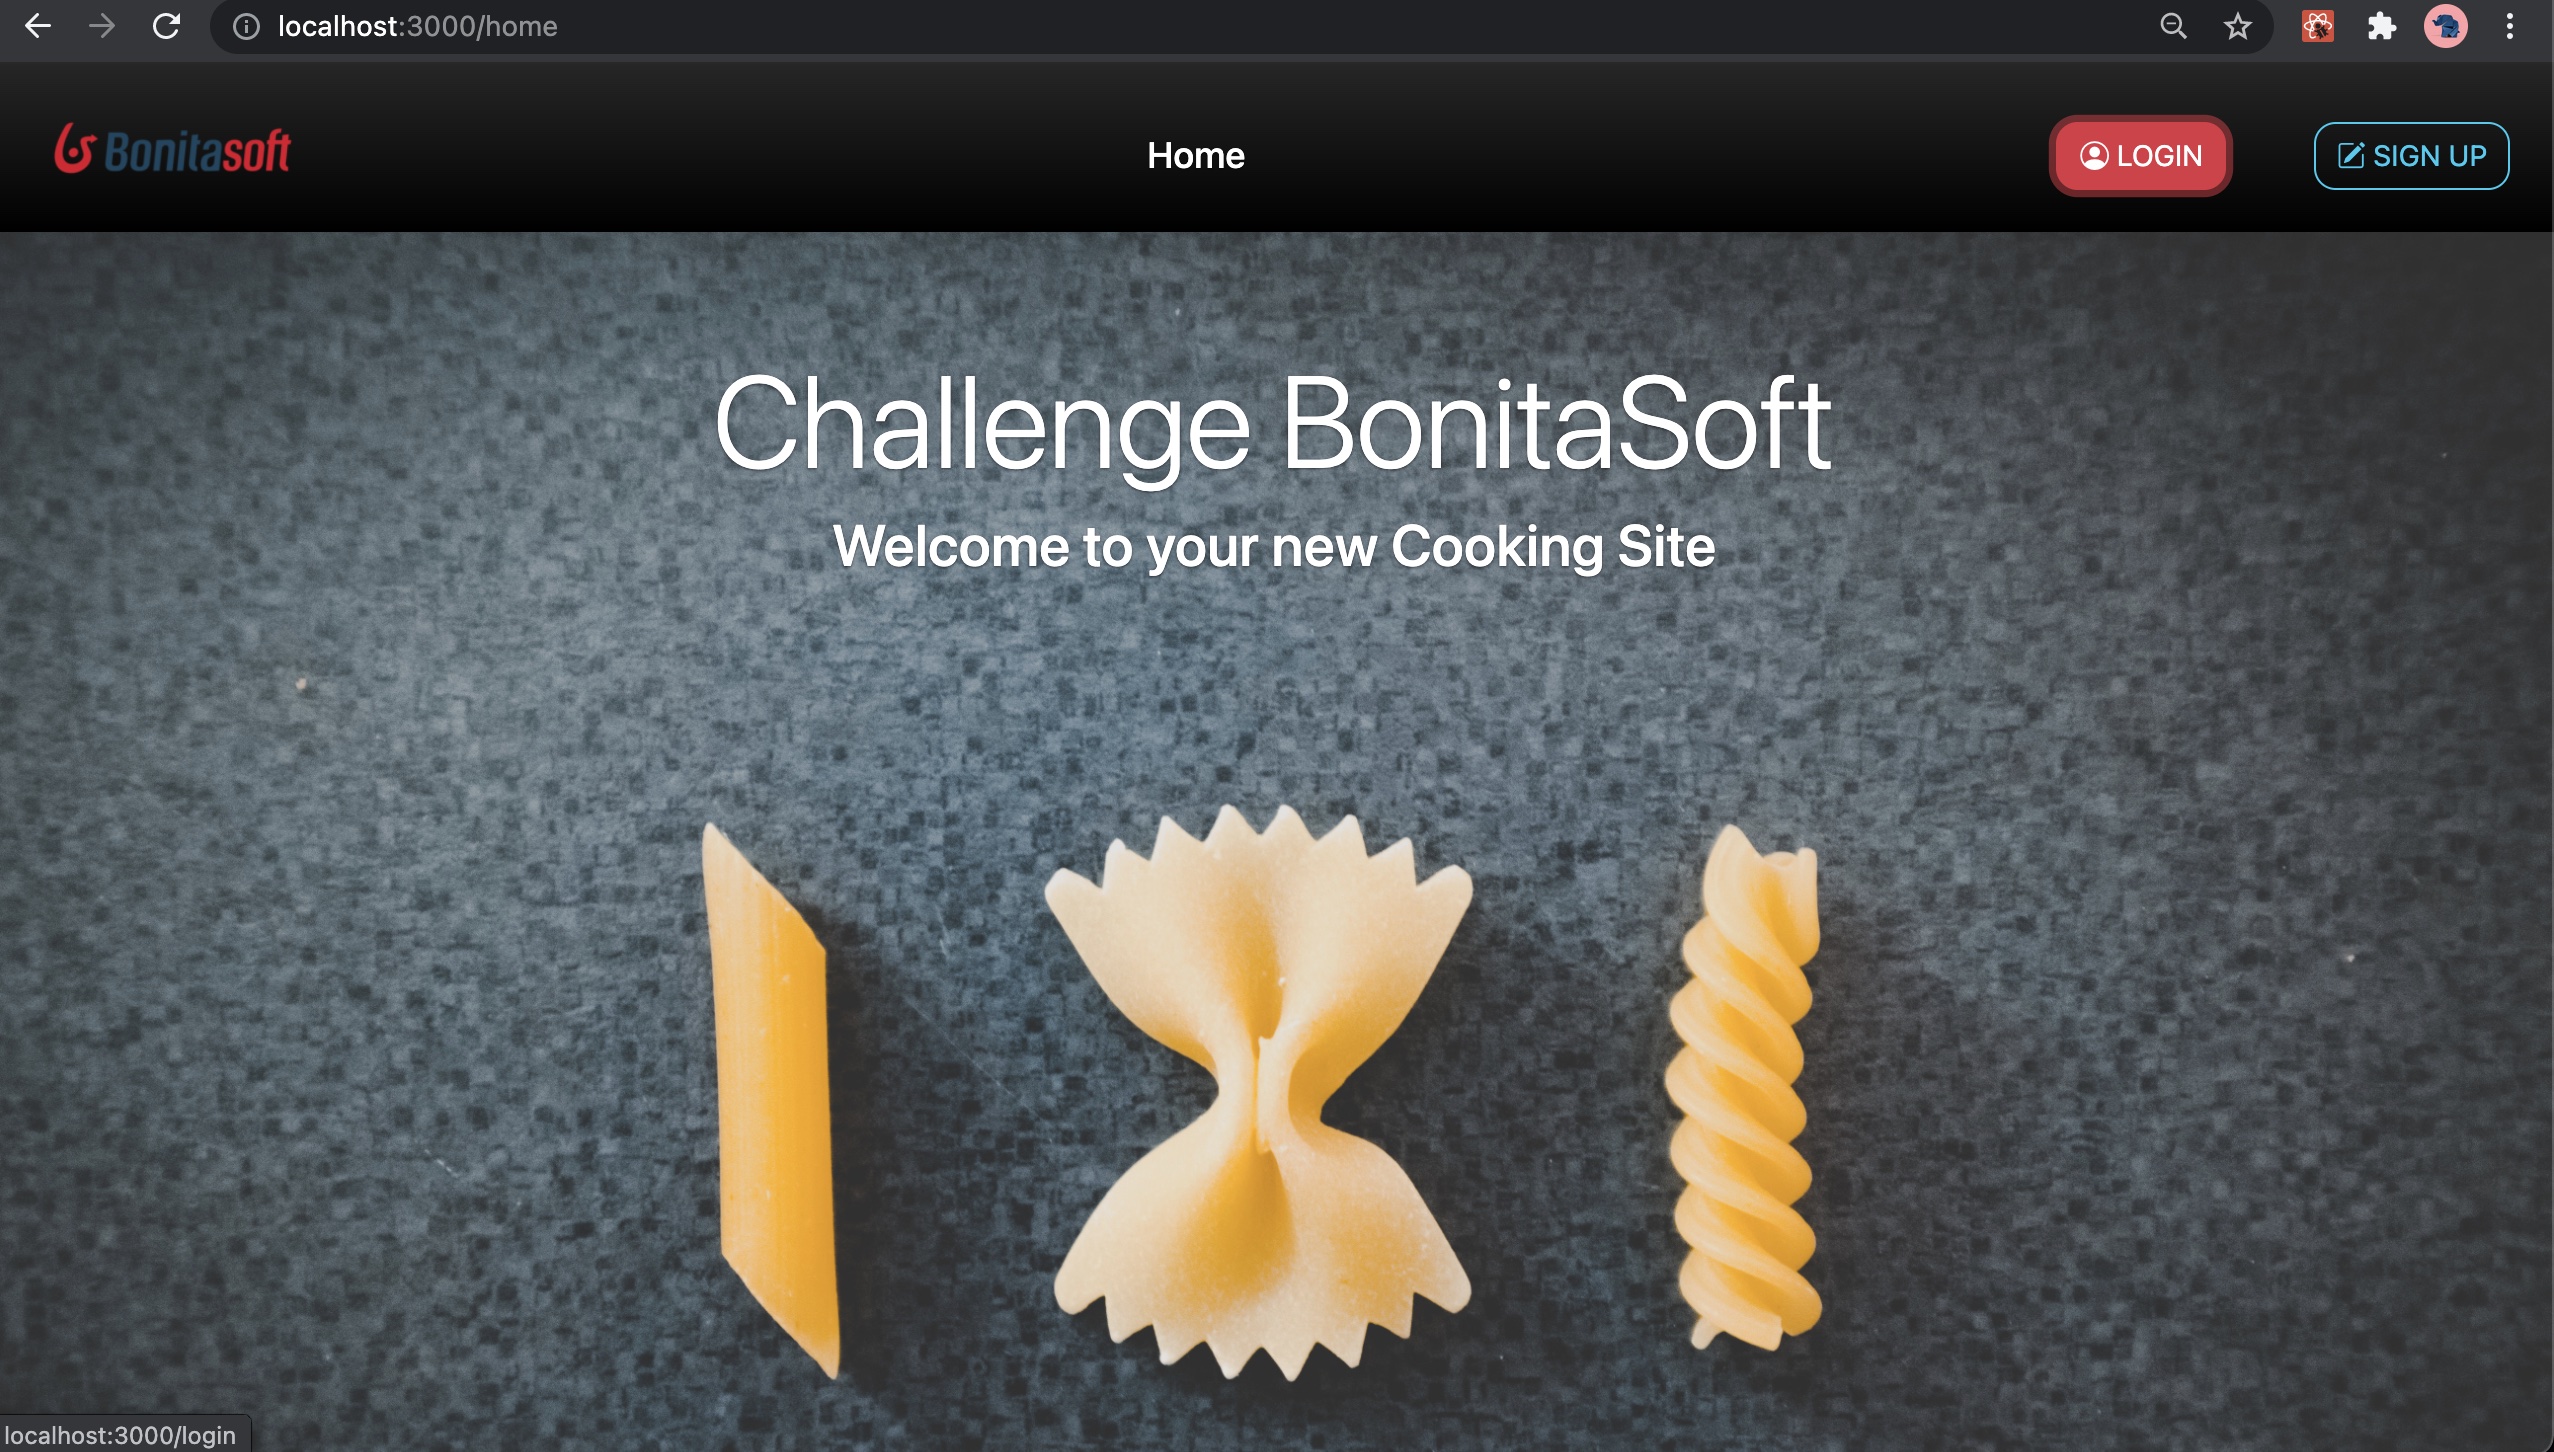 localhost:3000/home
Bonitasoft
Home
LOGIN
SIGN UP
Challenge BonitaSoft
Welcome to your new Cooking Site
localhost:3000/login